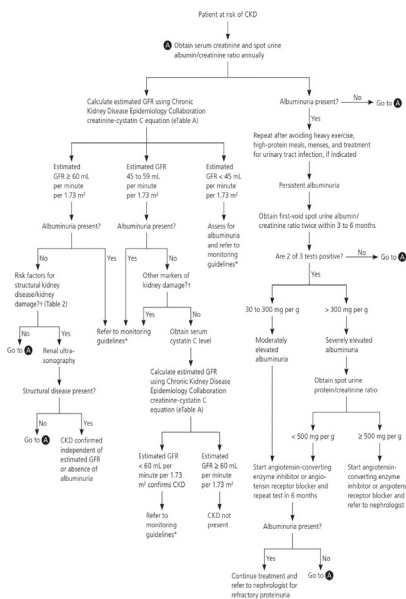 Patient at risk of CKD
A Obtain serum creatinine and spot urine
albumin/creatinine ratio annually
Calculate estimated GFR using Chronic
Kidney Disease Epidemiology Collaboration
creatinine-cystatin C equation (eTable A)
Albuminuria present?
No
Go to A
Yes
Repeat after avoiding heavy exercise,
high-protein meals, menses, and treatment
for urinary tract infection, if indicated
Persistent albuminuria
Obtain first-void spot urine albumin/
creatinine ratio twice within 3 to 6 months
Are 2 of 3 tests positive?
No
Go to A
Yes
30 to 300 mg per g
> 300 mg per g
Moderately
elevated
albuminuria
Severely elevated
albuminuria
Obtain spot urine
protein/creatinine ratio
< 500 mg per g
≥ 500 mg per g
Start angiotensin-converting
enzyme inhibitor or angio-
tensin receptor blocker and
repeat test in 6 months
Start angiotensin-
converting enzyme
inhibitor or angiotens
receptor blocker and
refer to nephrologist
Albuminuria present?
Yes
No
Continue treatment and
refer to nephrologist for
refractory proteinuria
Go to A
Estimated
GFR ≥ 60 mL
per minute
per 1.73 m²
Estimated
GFR 45 to 59 mL
per minute
per 1.73 m²
Estimated
GFR < 45 mL
per minute
per 1.73 m²
Albuminuria present?
Albuminuria present?
Assess for
albuminuria
and refer to
monitoring
guidelines*
No
Yes
Yes
No
Risk factors for
structural kidney
disease/kidney
damage?† (Table 2)
Refer to monitoring
guidelines*
Other markers of
kidney damage?†
Yes
No
No
Yes
Go to A
Renal ultra-
sonography
Obtain serum
cystatin C level
Structural disease present?
No
Yes
Go to A
CKD confirmed
independent of
estimated GFR
or absence of
albuminuria
Calculate estimated GFR
using Chronic Kidney Disease
Epidemiology Collaboration
creatinine-cystatin C
equation (eTable A)
Estimated GFR
< 60 mL per
minute per 1.73
m² confirms CKD
Estimated GFR
≥ 60 mL per
minute per
per 1.73 m²
Refer to
monitoring
guidelines*
CKD not
present